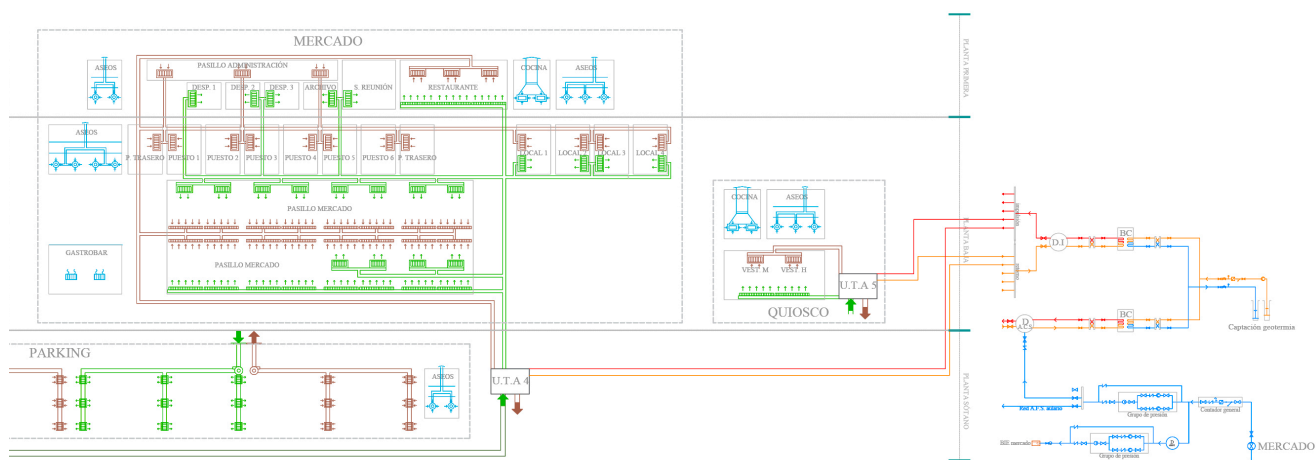 MERCADO
ASEOS
PASILLO ADMINISTRACIÓN
DESP. 1
DESP. 2
DESP. 3
ARCHIVO
S. REUNIÓN
RESTAURANTE
COCINA
ASEOS
PLANTA PRIMERA
ASEOS
P. TRASERO
PUESTO 1
PUESTO 2
PUESTO 3
PUESTO 4
PUESTO 5
PUESTO 6
P. TRASERO
LOCAL 1
LOCAL 2
LOCAL 3
LOCAL 4
PASILLO MERCADO
GASTROBAR
PASILLO MERCADO
COCINA
ASEOS
VEST. M
VEST. H
U.T.A 5
QUIOSCO
PLANTA BAJA
D.I
BC
BC
D
A.C.S
Captación geotermia
PARKING
ASEOS
U.T.A 4
PLANTA SÓTANO
Red A.F.S. aulario
Grupo de presión
Contador general
Grupo de presión
MERCADO